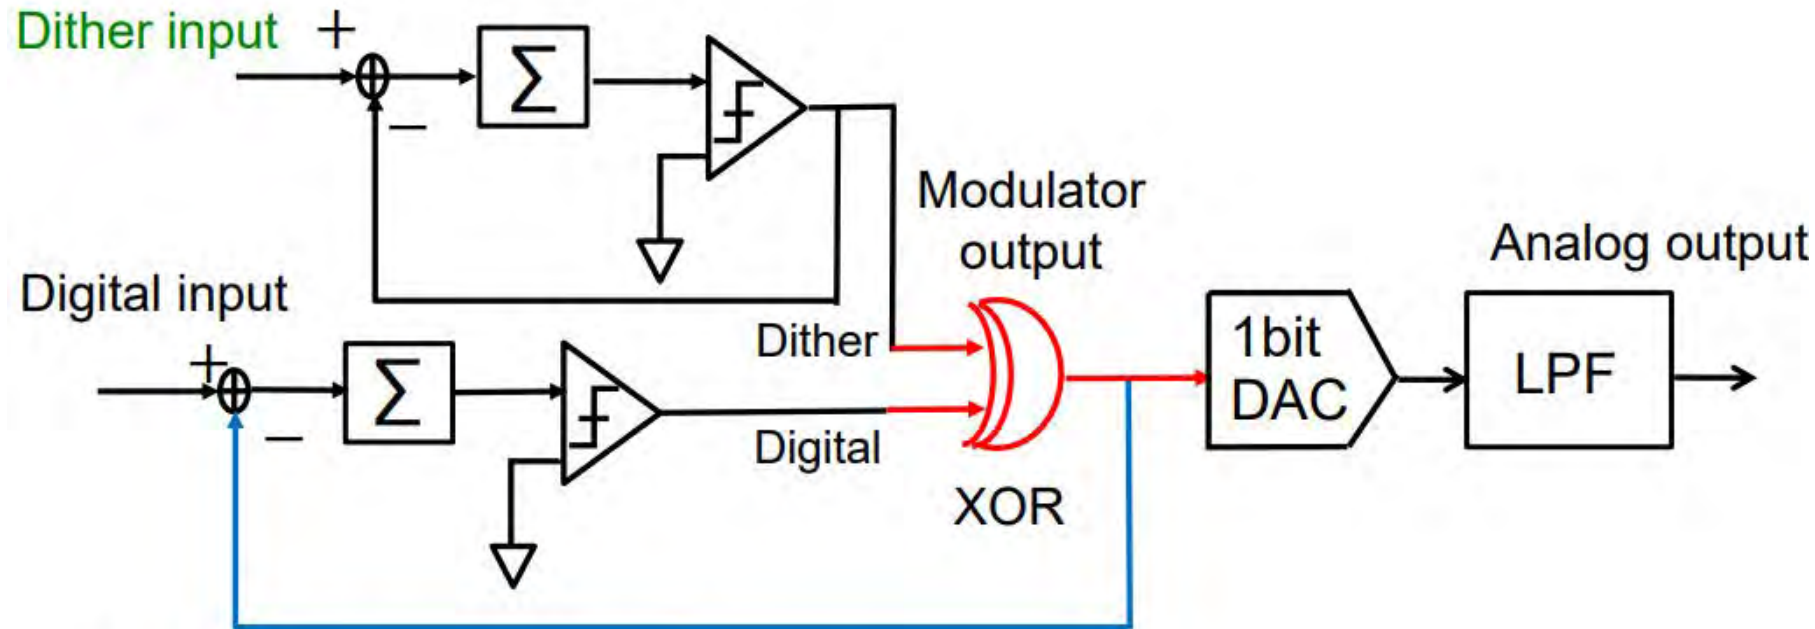 Dither input
+
Σ
−
Modulator
output
Analog output
Digital input
+
Σ
−
Dither
Digital
XOR
1bit
DAC
LPF